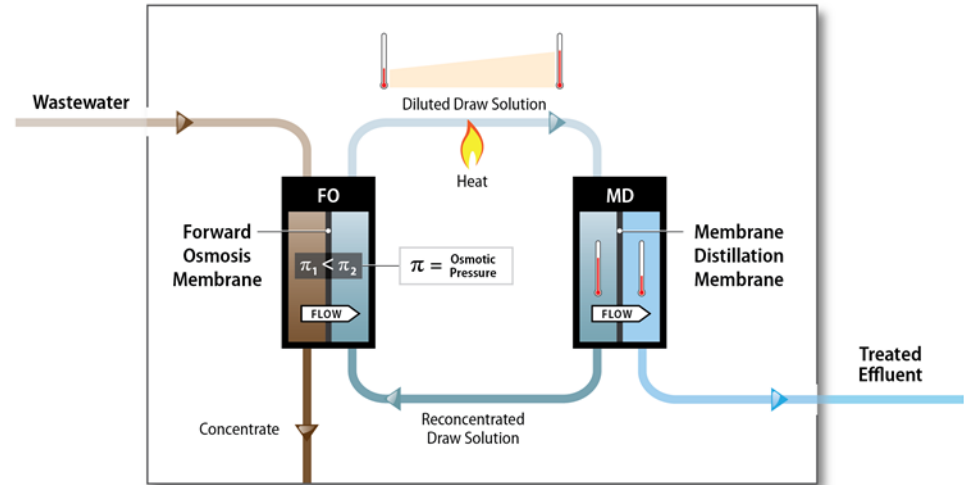 Wastewater
Diluted Draw Solution
Heat
FO
MD
Forward
Osmosis
Membrane
π₁ < π₂
π = Osmotic
Pressure
Membrane
Distillation
Membrane
FLOW
FLOW
Treated
Effluent
Concentrate
Reconcentrated
Draw Solution